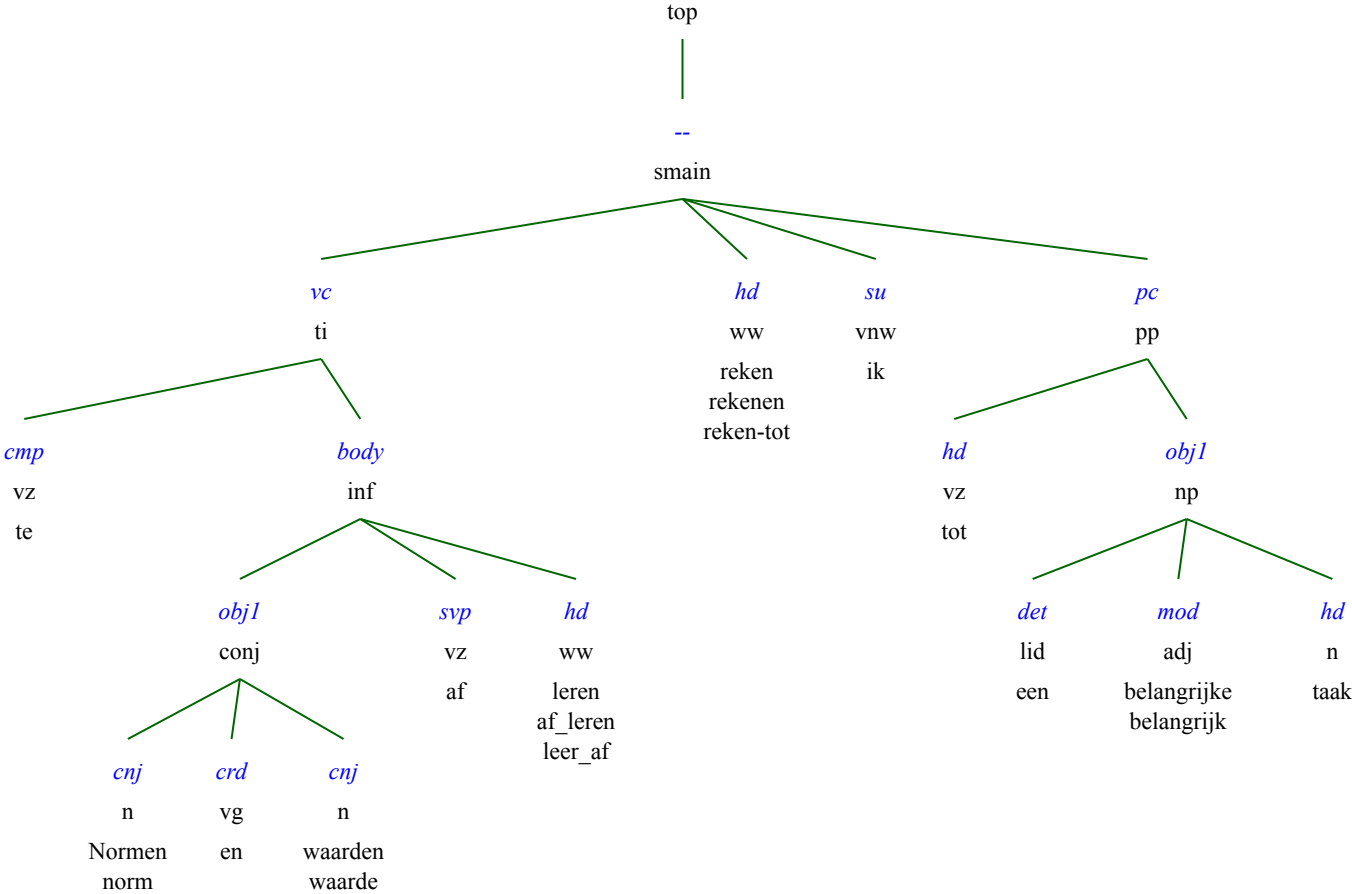 top
--
smain
vc hd su pc
ti ww vnw pp
reken ik
rekenen
reken-tot
cmp body hd obj1
vz inf vz np
te tot
obj1 svp hd det mod hd
conj vz ww lid adj n
af leren een belangrijke taak
af_leren belangrijk
leer_af
cnj crd cnj
n vg n
Normen en waarden
norm waarde